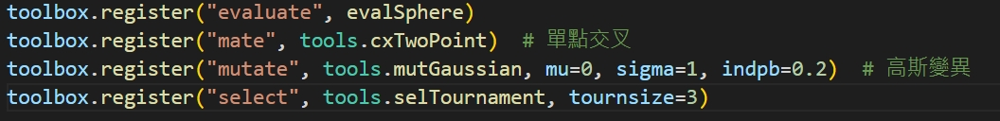 toolbox.register("evaluate", evalSphere)
toolbox.register("mate", tools.cxTwoPoint)  # 單點交叉
toolbox.register("mutate", tools.mutGaussian, mu=0, sigma=1, indpb=0.2)  # 高斯變異
toolbox.register("select", tools.selTournament, tournsize=3)